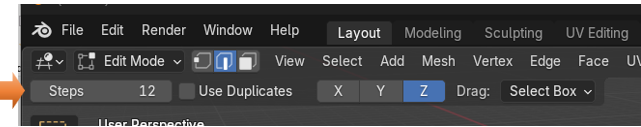 File Edit Render Window Help Layout Modeling Sculpting UV Editing
Edit Mode View Select Add Mesh Vertex Edge Face UV
Steps 12 Use Duplicates X Y Z Drag: Select Box
User Perspective